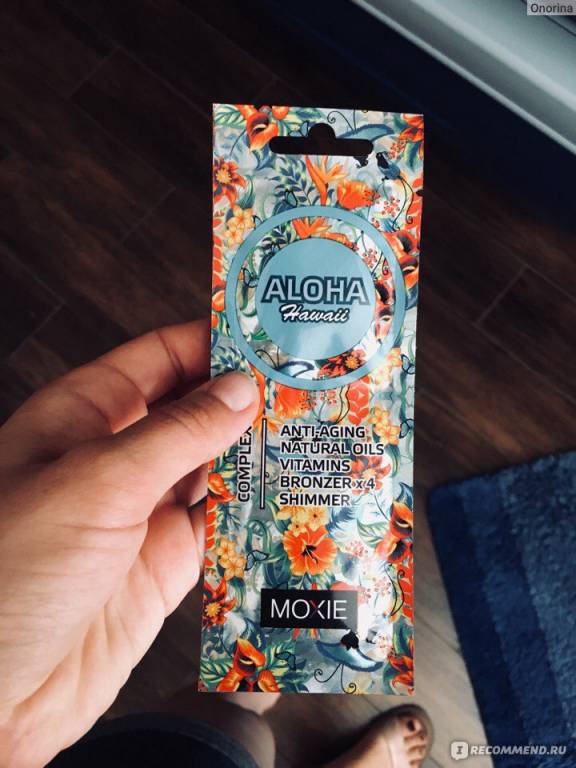 Onorina
ALOHA
Hawaii
COMPLEX
ANTI-AGING
NATURAL OILS
VITAMINS
BRONZER x 4
SHIMMER
MOXIE
IRECOMMEND.RU